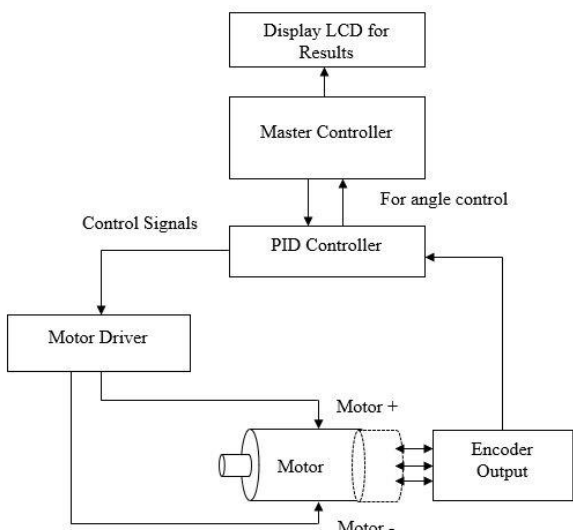 Display LCD for
Results
Master Controller
For angle control
Control Signals
PID Controller
Motor Driver
Motor +
Motor
Encoder
Output
Motor -